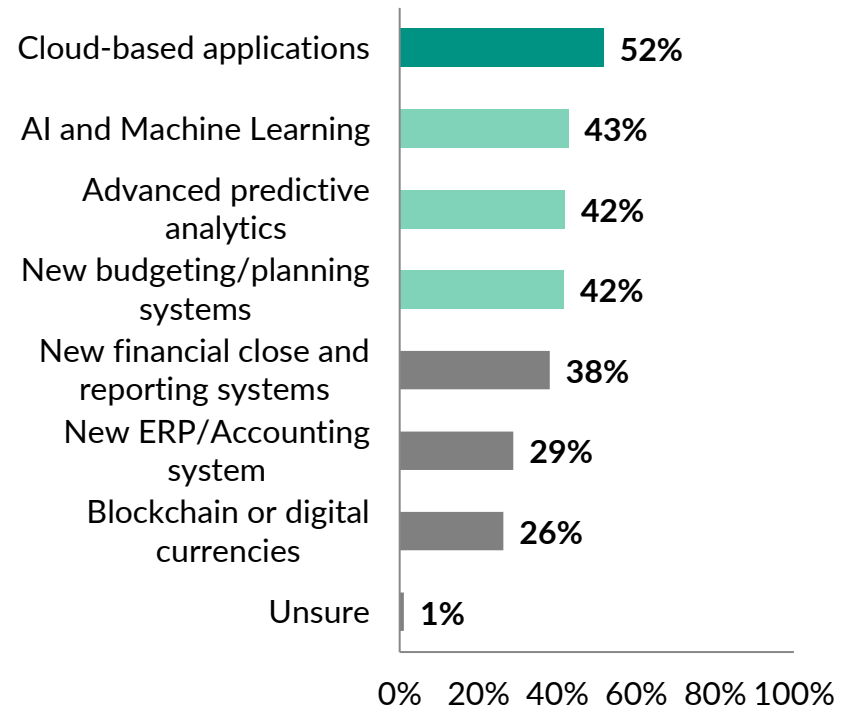 Cloud-based applications 52%
AI and Machine Learning 43%
Advanced predictive
analytics 42%
New budgeting/planning
systems 42%
New financial close and
reporting systems 38%
New ERP/Accounting
system 29%
Blockchain or digital
currencies 26%
Unsure 1%
0% 20% 40% 60% 80% 100%